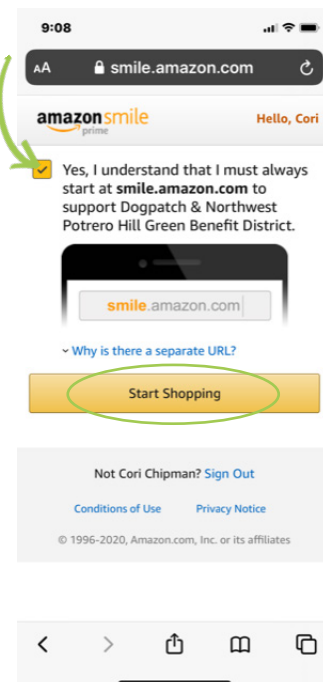 9:08
AA smile.amazon.com
amazonsmile
prime
Hello, Cori
Yes, I understand that I must always
start at smile.amazon.com to
support Dogpatch & Northwest
Potrero Hill Green Benefit District.
smile.amazon.com
Why is there a separate URL?
Start Shopping
Not Cori Chipman? Sign Out
Conditions of Use Privacy Notice
© 1996-2020, Amazon.com, Inc. or its affiliates